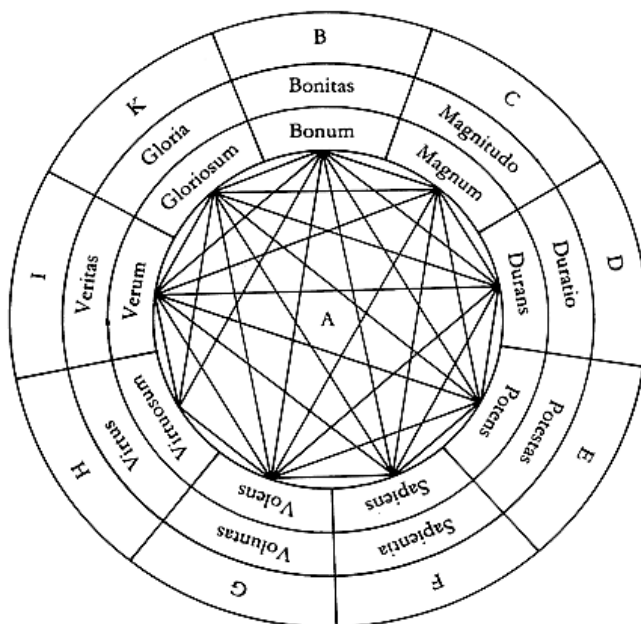 B
Bonitas
Bonum
C
Magnitudo
Magnum
D
Duratio
Durans
E
Potestas
Potens
F
Sapientia
Sapiens
G
Voluntas
Volens
H
Virtus
Virtuosum
I
Veritas
Verum
K
Gloria
Gloriosum
A